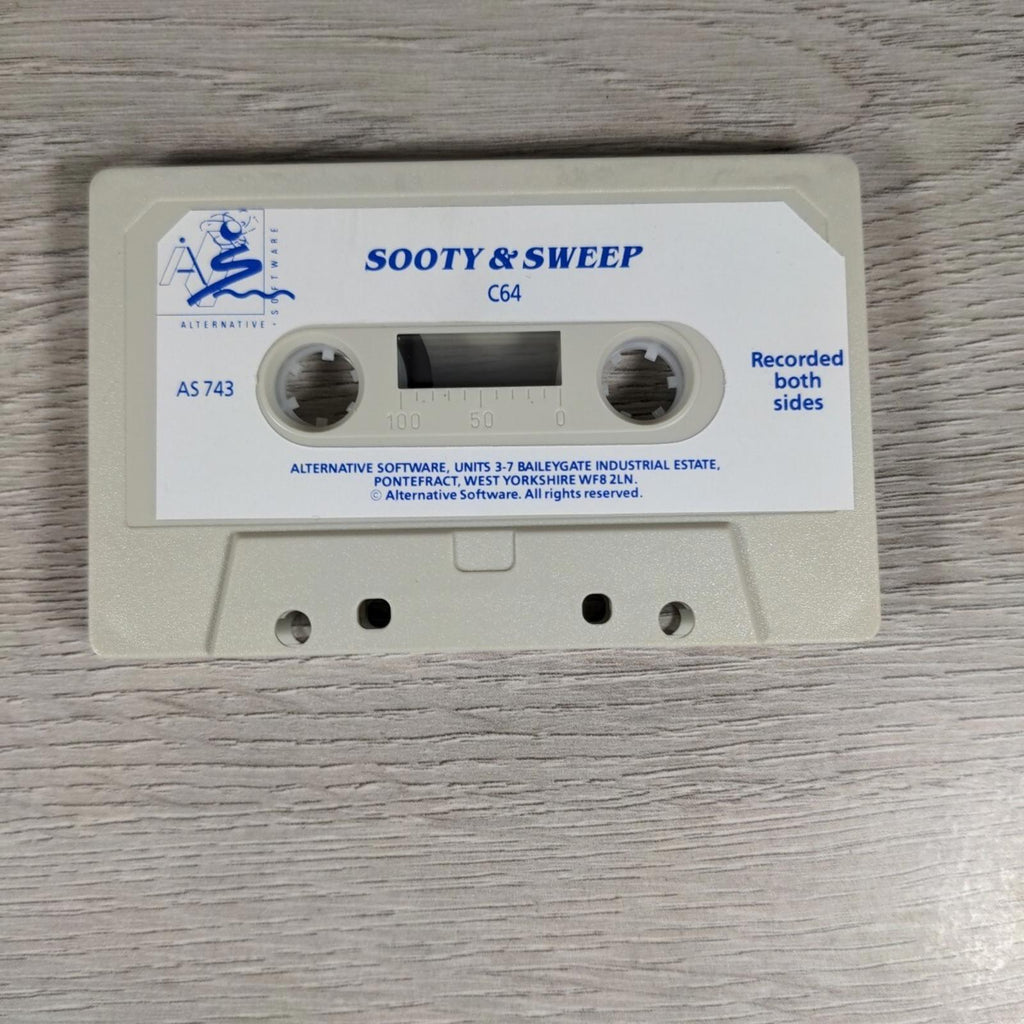 SOFTWARE
ALTERNATIVE
SOOTY & SWEEP
C64
AS 743
Recorded
both
sides
100 50 0
ALTERNATIVE SOFTWARE, UNITS 3-7 BAILEYGATE INDUSTRIAL ESTATE,
PONTEFRACT, WEST YORKSHIRE WF8 2LN.
© Alternative Software. All rights reserved.